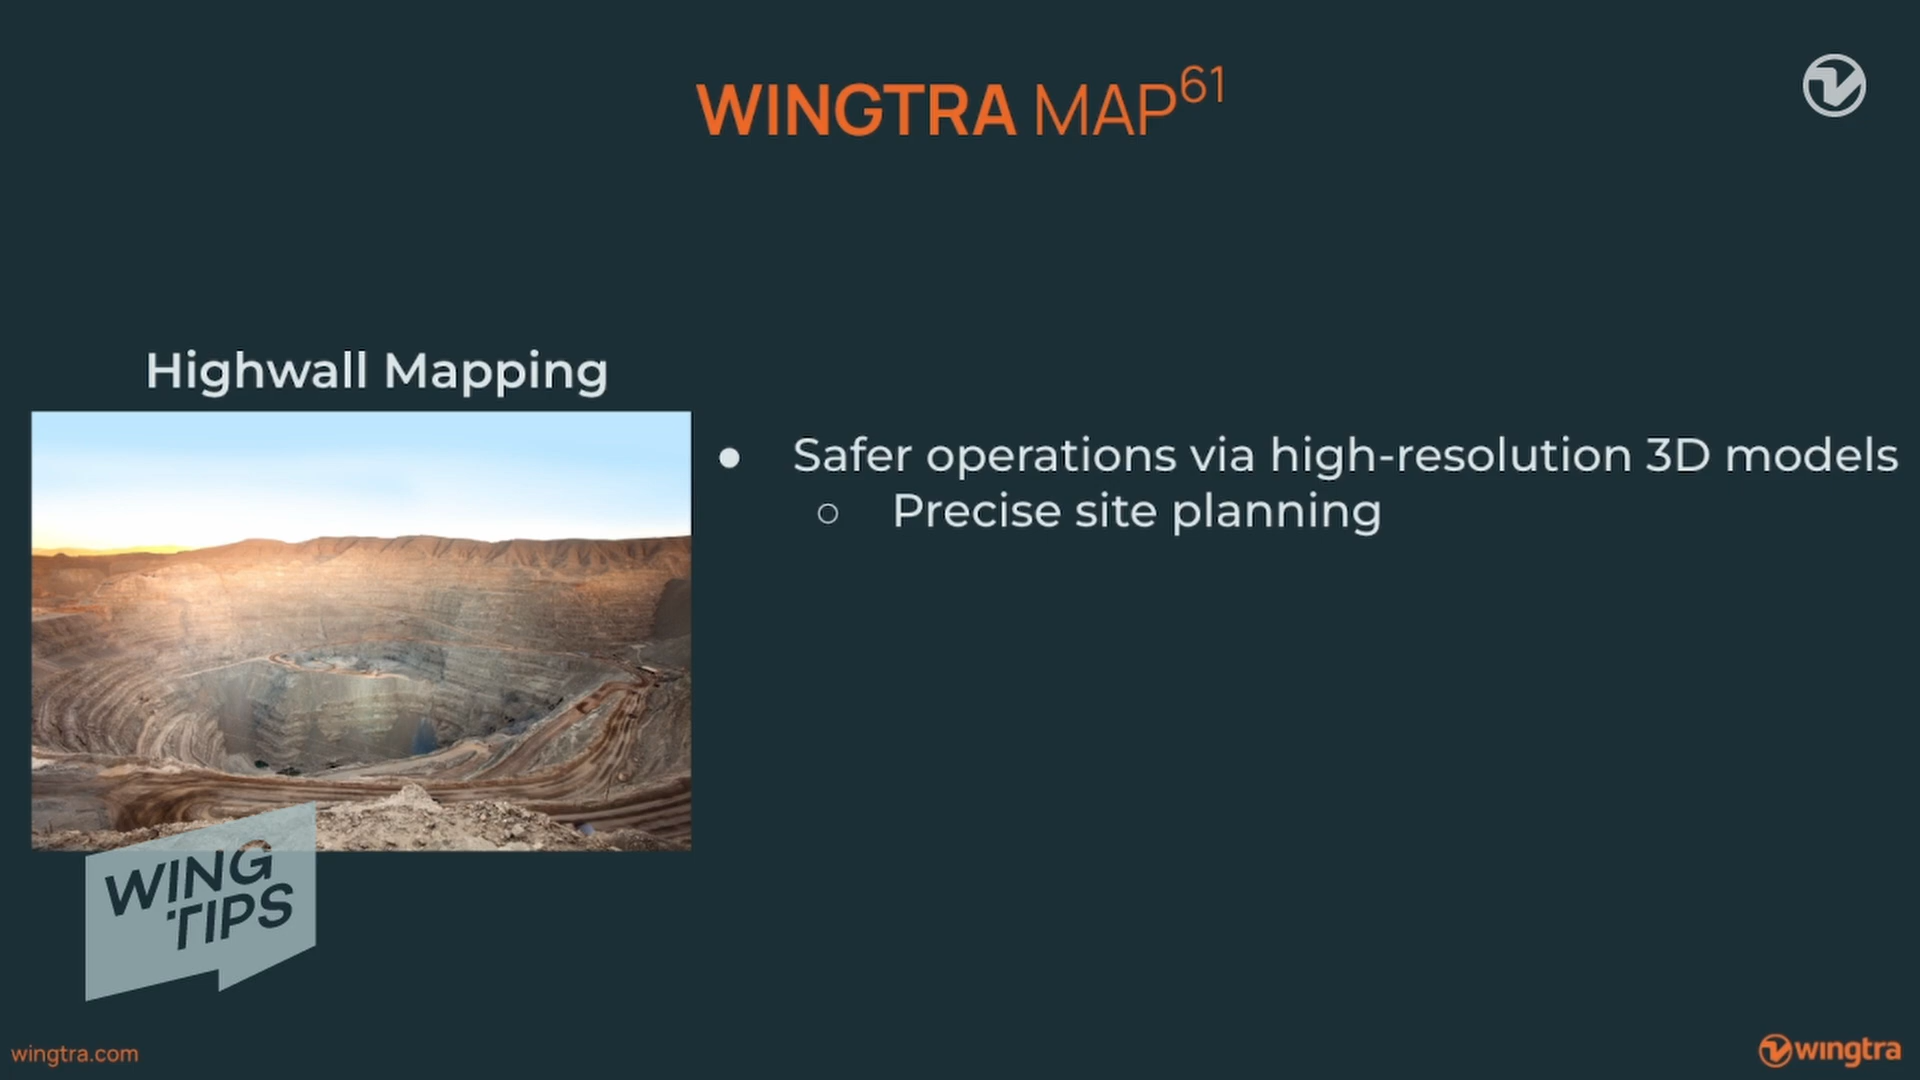 WINGTRA MAP61
Highwall Mapping
Safer operations via high-resolution 3D models
Precise site planning
WING
TIPS
wingtra.com
wingtra